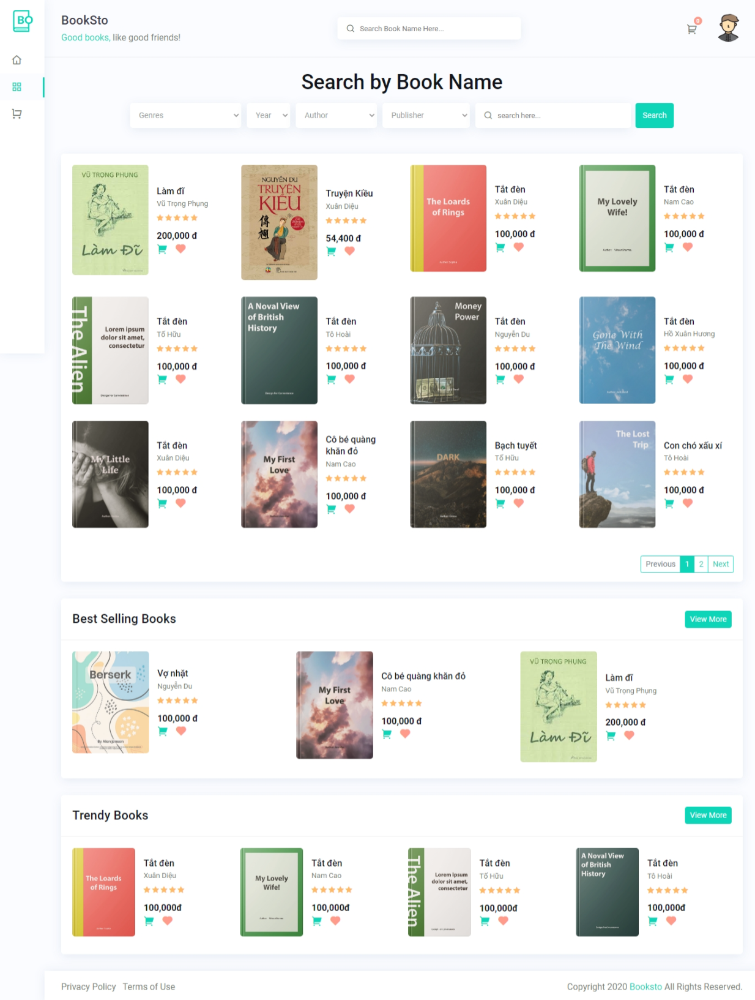 BO
BookSto
Good books, like good friends!
Search Book Name Here...
0
Search by Book Name
Genres
Year
Author
Publisher
search here...
Search
VŨ TRỌNG PHỤNG
Làm Đĩ
Làm đĩ
Vũ Trọng Phụng
200,000 đ
NGUYỄN DU
TRUYỆN
KIỀU
Truyện Kiều
Xuân Diệu
54,400 đ
The Loards
of Rings
Tắt đèn
Xuân Diệu
100,000 đ
My Lovely
Wife!
Tắt đèn
Nam Cao
100,000 đ
The Alien
Lorem ipsum
dolor sit amet,
consectetur
Design For Convenience
Tắt đèn
Tố Hữu
100,000 đ
A Noval View
of British
History
Design For Convenience
Tắt đèn
Tô Hoài
100,000 đ
Money
Power
Tắt đèn
Nguyễn Du
100,000 đ
Gone With
The Wind
Tắt đèn
Hồ Xuân Hương
100,000 đ
My Little
Life
Tắt đèn
Xuân Diệu
100,000 đ
My First
Love
Cô bé quàng
khăn đỏ
Nam Cao
100,000 đ
DARK
Bạch tuyết
Tố Hữu
100,000 đ
The Lost
Trip
Con chó xấu xí
Tô Hoài
100,000 đ
Previous
1
2
Next
Best Selling Books
View More
Berserk
By Alan Jonson
Vợ nhặt
Nguyễn Du
100,000 đ
My First
Love
Cô bé quàng khăn đỏ
Nam Cao
100,000 đ
VŨ TRỌNG PHỤNG
Làm Đĩ
Làm đĩ
Vũ Trọng Phụng
200,000 đ
Trendy Books
View More
The Loards
of Rings
Tắt đèn
Xuân Diệu
100,000đ
My Lovely
Wife!
Tắt đèn
Nam Cao
100,000đ
The Alien
Lorem ipsum
dolor sit amet,
consectetur
Tắt đèn
Tố Hữu
100,000đ
A Noval View
of British
History
Tắt đèn
Tô Hoài
100,000đ
Privacy Policy
Terms of Use
Copyright 2020 Booksto All Rights Reserved.